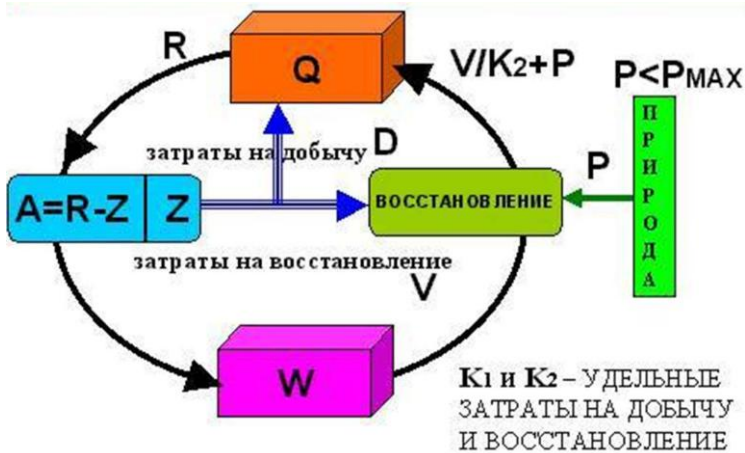 R
Q
V/K2+P
P<PMAX
затраты на добычу D
A=R-Z Z
ВОССТАНОВЛЕНИЕ
P
ПРИРОДА
затраты на восстановление
V
W
K1 и K2 – УДЕЛЬНЫЕ
ЗАТРАТЫ НА ДОБЫЧУ
И ВОССТАНОВЛЕНИЕ